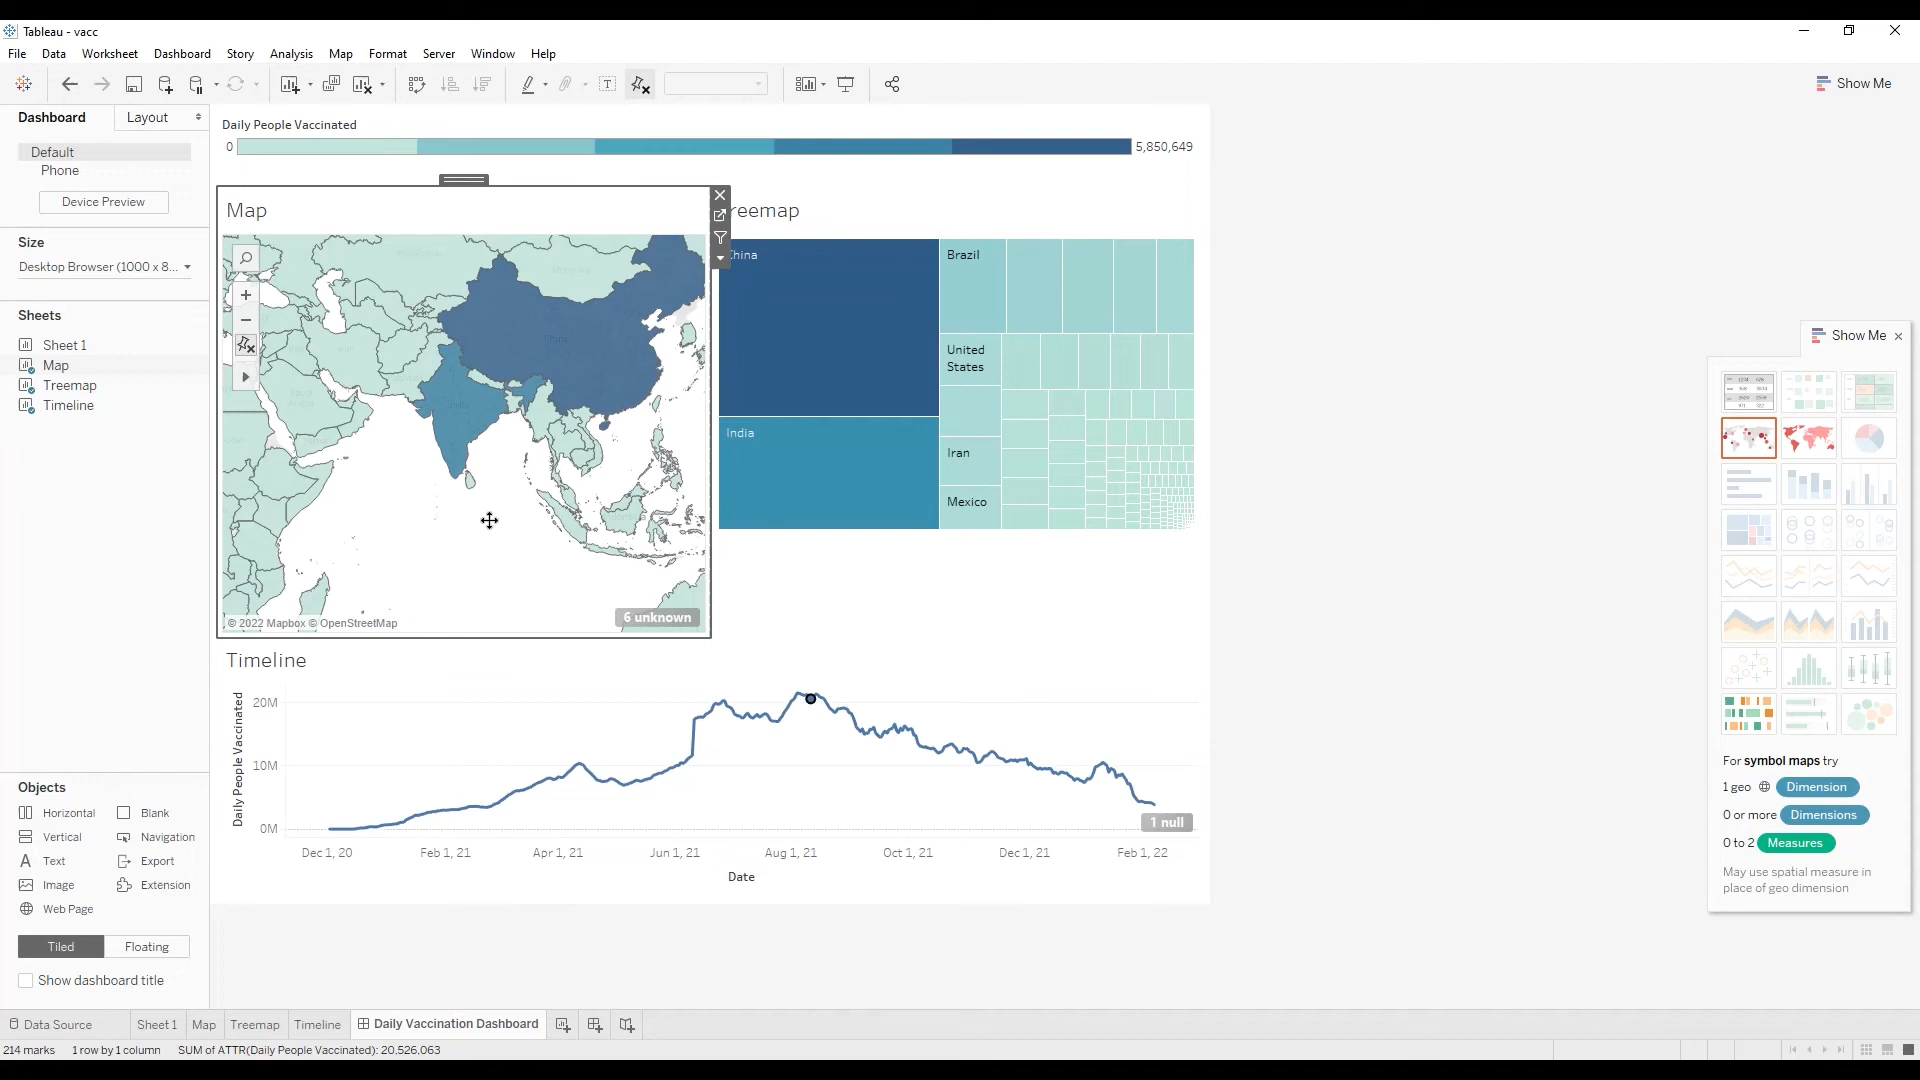 Tableau - vacc
File Data Worksheet Dashboard Story Analysis Map Format Server Window Help
Show Me
Dashboard
Layout
Default
Phone
Device Preview
Size
Desktop Browser (1000 x 8...
Sheets
Sheet 1
Map
Treemap
Timeline
Objects
Horizontal
Blank
Vertical
Navigation
Text
Export
Image
Extension
Web Page
Tiled
Floating
Show dashboard title
Daily People Vaccinated
0
5,850,649
Map
China
India
© 2022 Mapbox © OpenStreetMap
6 unknown
reemap
China
India
Brazil
United
States
Iran
Mexico
Timeline
Daily People Vaccinated
20M
10M
0M
Dec 1, 20
Feb 1, 21
Apr 1, 21
Jun 1, 21
Aug 1, 21
Oct 1, 21
Dec 1, 21
Feb 1, 22
1 null
Date
Show Me
For symbol maps try
1 geo Dimension
0 or more Dimensions
0 to 2 Measures
May use spatial measure in
place of geo dimension
Data Source
Sheet 1
Map
Treemap
Timeline
Daily Vaccination Dashboard
214 marks
1 row by 1 column
SUM of ATTR(Daily People Vaccinated): 20,526,063